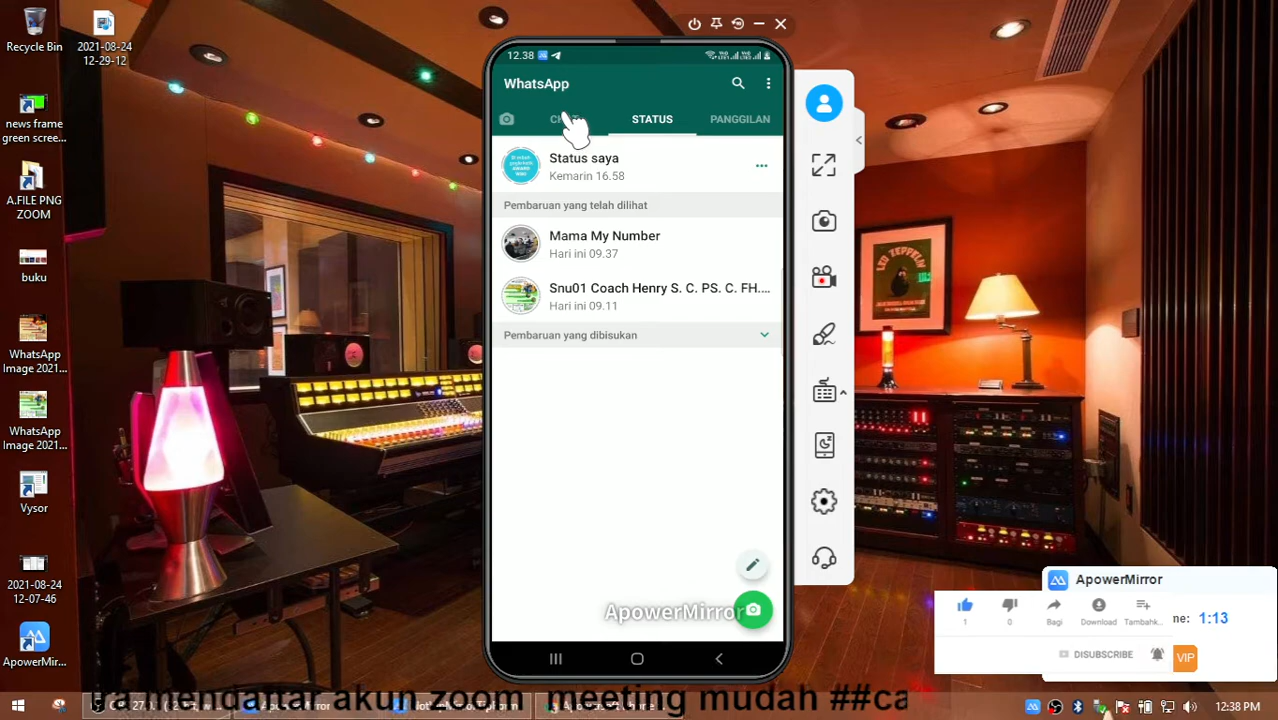 Recycle Bin
2021-08-24
12-29-12
news frame
green scree...
A.FILE PNG
ZOOM
buku
WhatsApp
Image 2021...
WhatsApp
Image 2021...
Vysor
2021-08-24
12-07-46
ApowerMir...
12.38
WhatsApp
STATUS
PANGGILAN
Status saya
Kemarin 16.58
Pembaruan yang telah dilihat
Mama My Number
Hari ini 09.37
Snu01 Coach Henry S. C. PS. C. FH....
Hari ini 09.11
Pembaruan yang dibisukan
ApowerMirror
LED ZEPPELIN
ApowerMirror
1
0
Bagi
Download
Tambahk...
ne: 1:13
DISUBSCRIBE
VIP
ra mendaftar akun zoom meeting mudah ##ca
12:38 PM